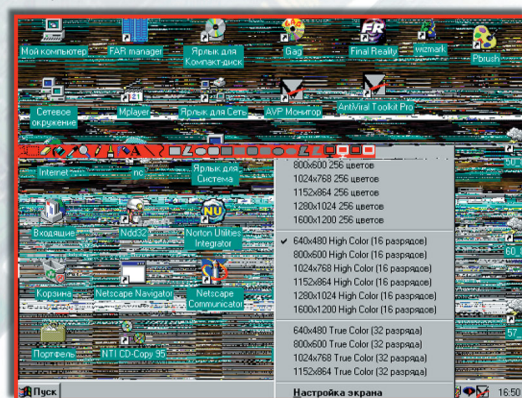 Мой компьютер
FAR manager
Ярлык для
Компакт-диск
Gag
Final Reality
wizmark
Pbrush
Сетевое
окружение
Mplayer
Ярлык для Сеть
AVP Монитор
AntiViral Toolkit Pro
Internet
nc
Ярлык для
Система
50_
Входящие
Ndd32
Norton Utilities
Integrator
60_
Корзина
Netscape Navigator
Netscape
Communicator
57
Портфель
NTI CD-Copy 95
800x600 256 цветов
1024x768 256 цветов
1152x864 256 цветов
1280x1024 256 цветов
1600x1200 256 цветов
640x480 High Color (16 разрядов)
800x600 High Color (16 разрядов)
1024x768 High Color (16 разрядов)
1152x864 High Color (16 разрядов)
1280x1024 High Color (16 разрядов)
1600x1200 High Color (16 разрядов)
640x480 True Color (32 разряда)
800x600 True Color (32 разряда)
1024x768 True Color (32 разряда)
1152x864 True Color (32 разряда)
Настройка экрана
Пуск
16:50